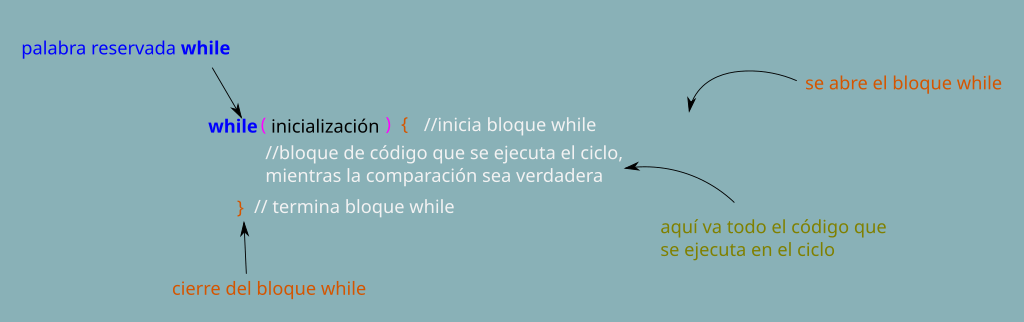 palabra reservada while
se abre el bloque while
while( inicialización ) { //inicia bloque while
//bloque de código que se ejecuta el ciclo,
mientras la comparación sea verdadera
} // termina bloque while
aquí va todo el código que
se ejecuta en el ciclo
cierre del bloque while